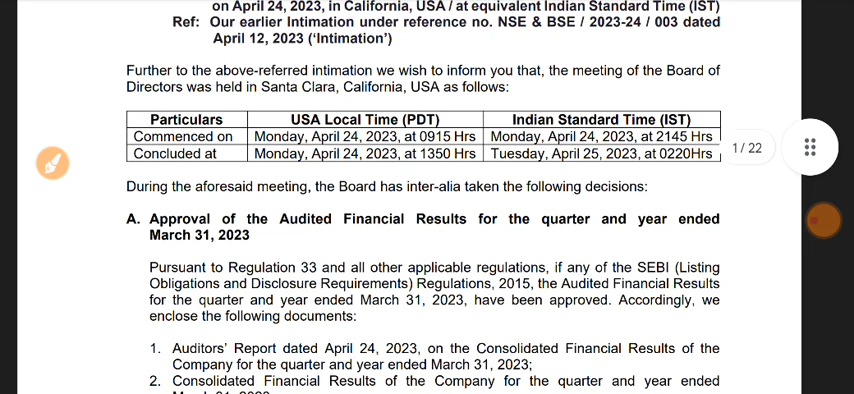 on April 24, 2023, in California, USA / at equivalent Indian Standard Time (IST)
Ref: Our earlier Intimation under reference no. NSE & BSE / 2023-24 / 003 dated
April 12, 2023 (‘Intimation’)
Further to the above-referred intimation we wish to inform you that, the meeting of the Board of
Directors was held in Santa Clara, California, USA as follows:
Particulars USA Local Time (PDT) Indian Standard Time (IST)
Commenced on Monday, April 24, 2023, at 0915 Hrs Monday, April 24, 2023, at 2145 Hrs
Concluded at Monday, April 24, 2023, at 1350 Hrs Tuesday, April 25, 2023, at 0220Hrs
1 / 22
During the aforesaid meeting, the Board has inter-alia taken the following decisions:
A. Approval of the Audited Financial Results for the quarter and year ended
March 31, 2023
Pursuant to Regulation 33 and all other applicable regulations, if any of the SEBI (Listing
Obligations and Disclosure Requirements) Regulations, 2015, the Audited Financial Results
for the quarter and year ended March 31, 2023, have been approved. Accordingly, we
enclose the following documents:
1. Auditors’ Report dated April 24, 2023, on the Consolidated Financial Results of the
Company for the quarter and year ended March 31, 2023;
2. Consolidated Financial Results of the Company for the quarter and year ended